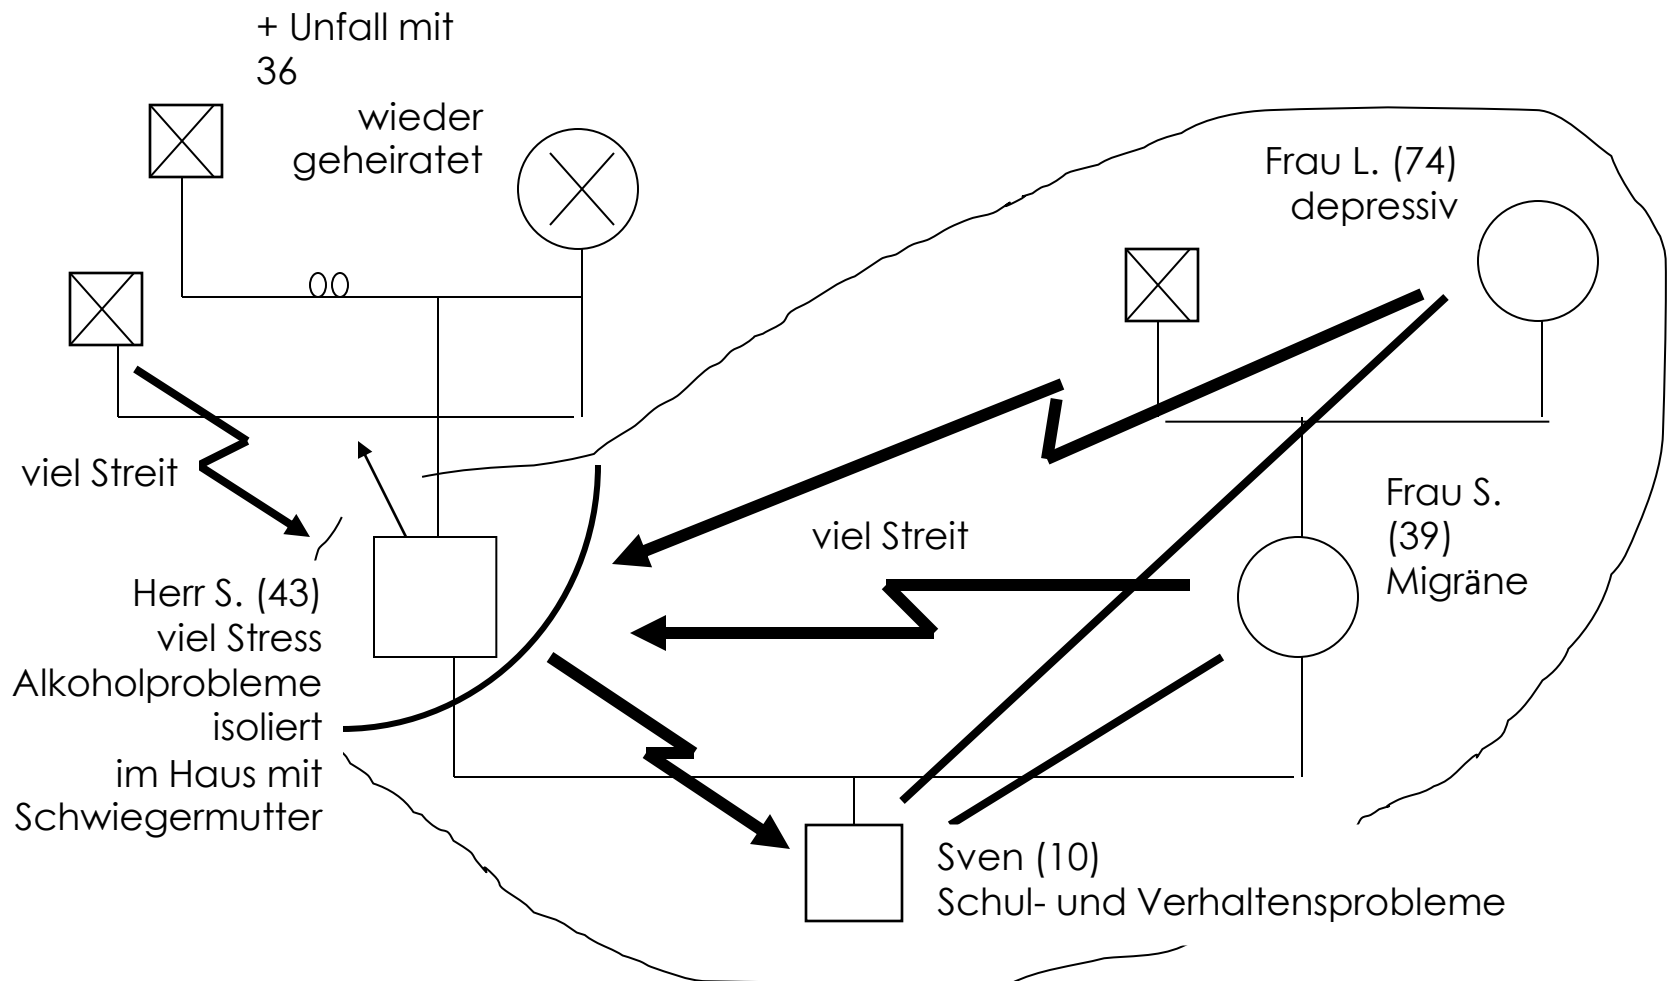 + Unfall mit
36
wieder
geheiratet
Frau L. (74)
depressiv
viel Streit
viel Streit
Frau S.
(39)
Migräne
Herr S. (43)
viel Stress
Alkoholprobleme
isoliert
im Haus mit
Schwiegermutter
Sven (10)
Schul- und Verhaltensprobleme